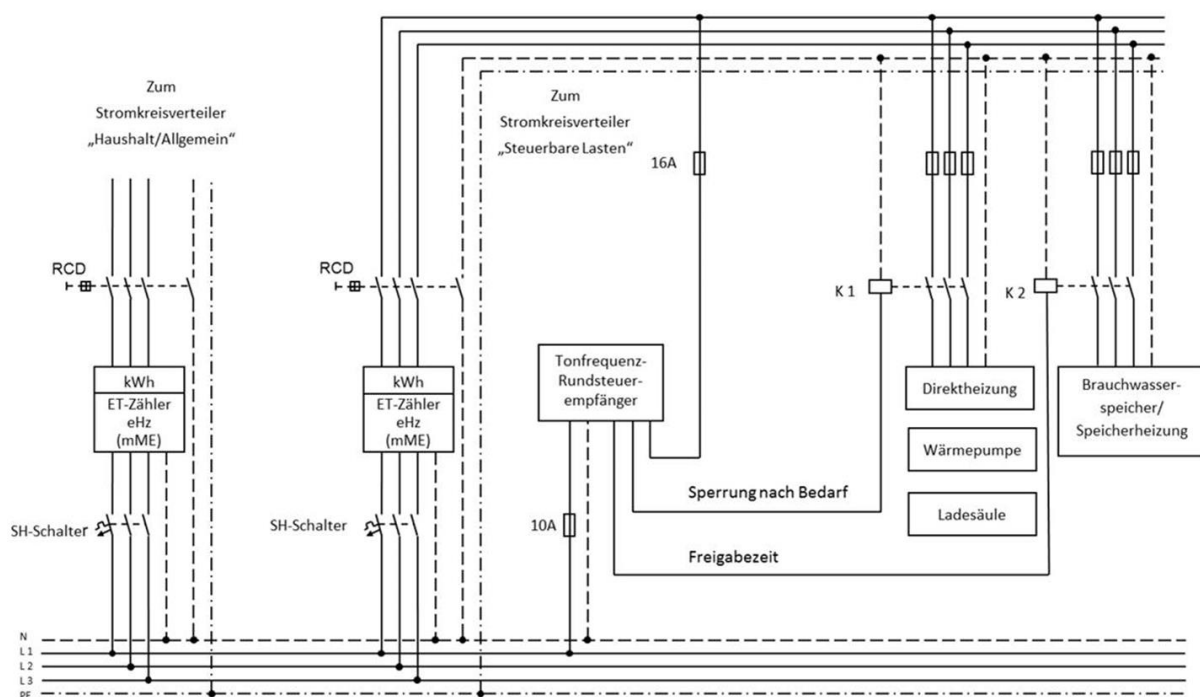 Zum
Stromkreisverteiler
„Haushalt/Allgemein“
Zum
Stromkreisverteiler
„Steuerbare Lasten“
16A
RCD
RCD
K 1
K 2
kWh
ET-Zähler
eHz
(mME)
kWh
ET-Zähler
eHz
(mME)
Tonfrequenz-
Rundsteuer-
empfänger
Direktheizung
Wärmepumpe
Ladesäule
Brauchwasser-
speicher/
Speicherheizung
Sperrung nach Bedarf
SH-Schalter
SH-Schalter
10A
Freigabezeit
N
L 1
L 2
L 3
PE